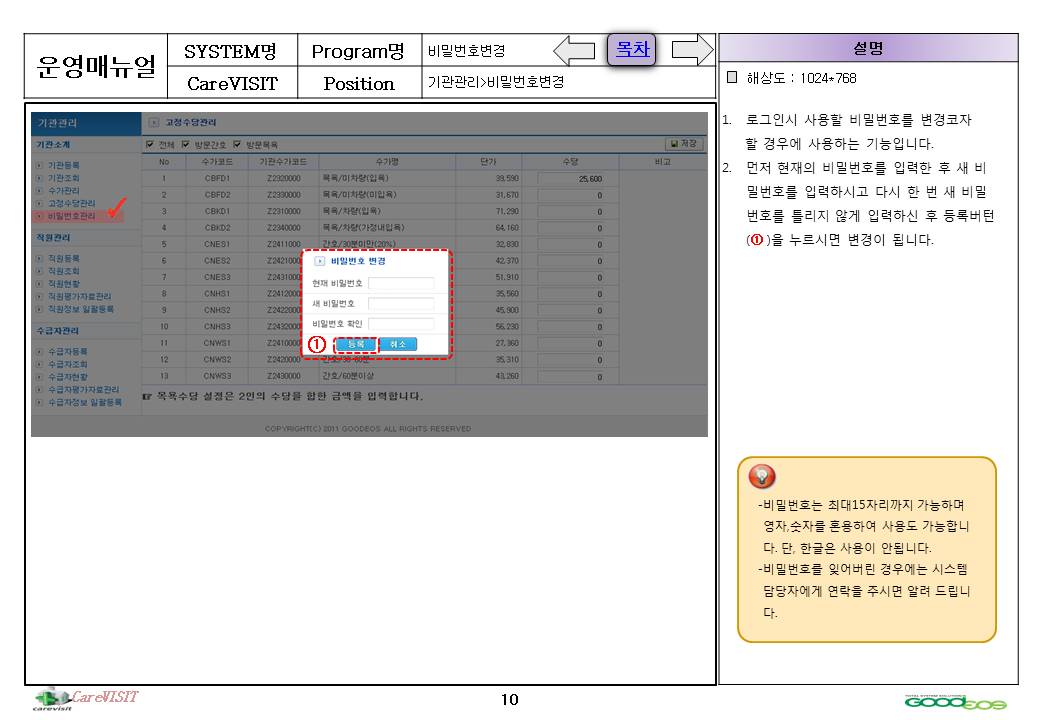 운영매뉴얼
SYSTEM명
Program명
비밀번호변경
목차
CareVISIT
Position
기관관리>비밀번호변경
설명
해상도 : 1024*768
1. 로그인시 사용할 비밀번호를 변경코자
할 경우에 사용하는 기능입니다.
2. 먼저 현재의 비밀번호를 입력한 후 새 비
밀번호를 입력하시고 다시 한 번 새 비밀
번호를 틀리지 않게 입력하신 후 등록버턴
(① )을 누르시면 변경이 됩니다.
-비밀번호는 최대15자리까지 가능하며
영자,숫자를 혼용하여 사용도 가능합니
다. 단, 한글은 사용이 안됩니다.
-비밀번호를 잊어버린 경우에는 시스템
담당자에게 연락을 주시면 알려 드립니
다.
기관관리
기관소개
기관등록
기관조회
수가관리
고정수당관리
비밀번호관리
직원관리
직원등록
직원조회
직원현황
직원평가자료관리
직원정보 일괄등록
수급자관리
수급자등록
수급자조회
수급자현황
수급자평가자료관리
수급자정보 일괄등록
고정수당관리
전체 방문간호 방문목욕
저장
No 수가코드 기관수가코드 수가명 단가 수당 비고
1 CBFD1 Z2320000 목욕/미차량(입욕) 39,590 25,600
2 CBFD2 Z2330000 목욕/미차량(미입욕) 31,670 0
3 CBKD1 Z2310000 목욕/차량(입욕) 71,290 0
4 CBKD2 Z2340000 목욕/차량(가정내입욕) 64,160 0
5 CNES1 Z2411000 간호/30분미만(20%) 32,830 0
6 CNES2 Z2421000 42,370 0
7 CNES3 Z2431000 51,910 0
8 CNHS1 Z2412000 35,560 0
9 CNHS2 Z2422000 45,900 0
10 CNHS3 Z2432000 56,230 0
11 CNWS1 Z2410000 27,360 0
12 CNWS2 Z2420000 간호/30~60분 35,310 0
13 CNWS3 Z2430000 간호/60분이상 43,260 0
비밀번호 변경
현재 비밀번호
새 비밀번호
비밀번호 확인
① 등록 취소
☞ 목욕수당 설정은 2인의 수당을 합한 금액을 입력합니다.
COPYRIGHT(C) 2011 GOODEOS ALL RIGHTS RESERVED
CareVISIT
carevisit
10
TOTAL SYSTEM SOLUTIONS
GOODEOS